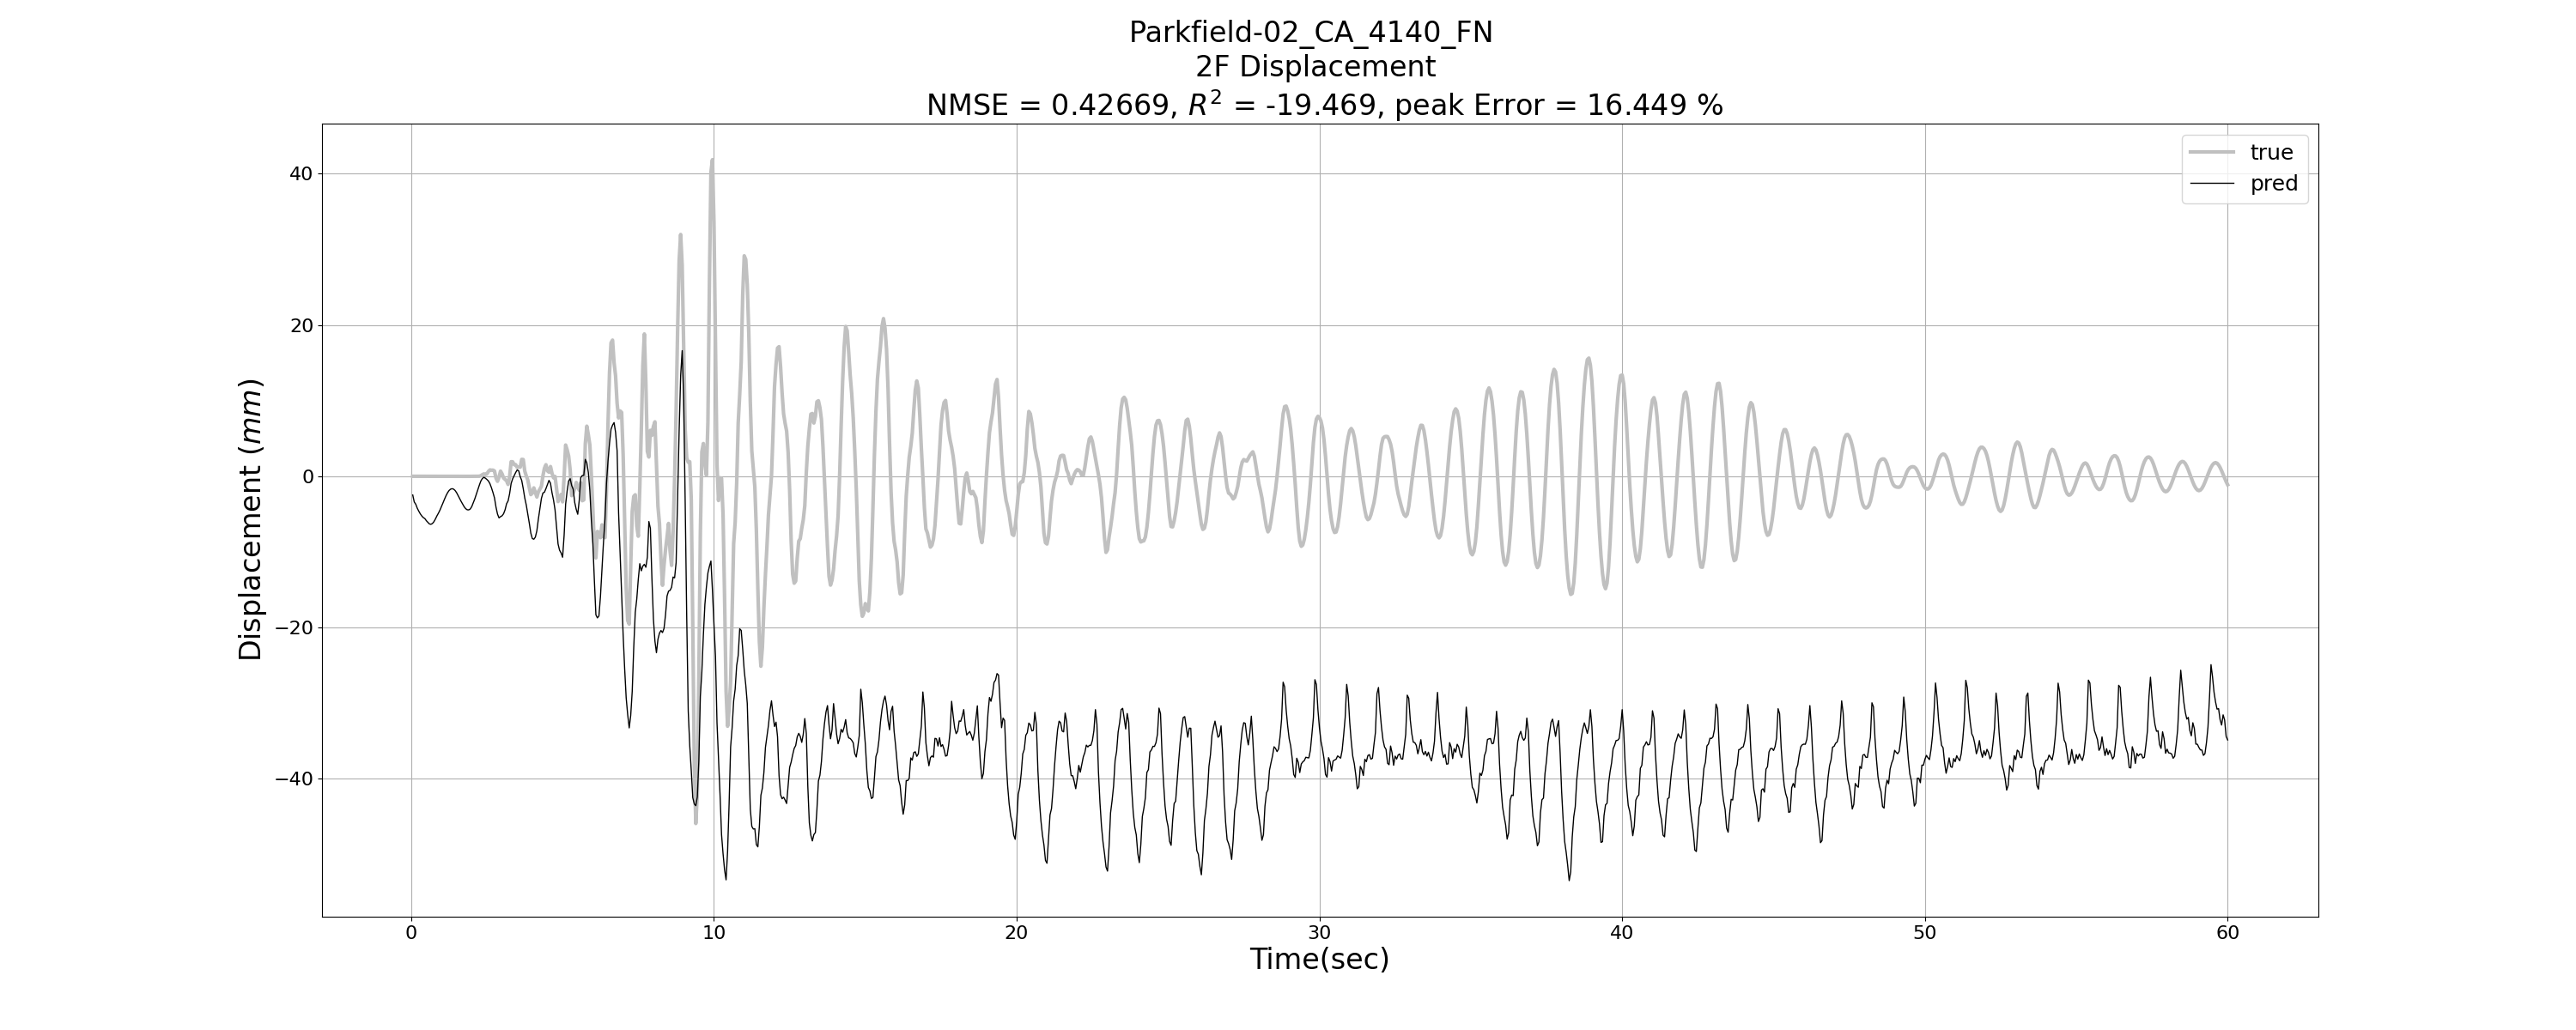 Parkfield-02_CA_4140_FN
2F Displacement
NMSE = 0.42669, R² = -19.469, peak Error = 16.449 %
true
pred
Displacement (mm)
40
20
0
−20
−40
0 10 20 30 40 50 60
Time(sec)